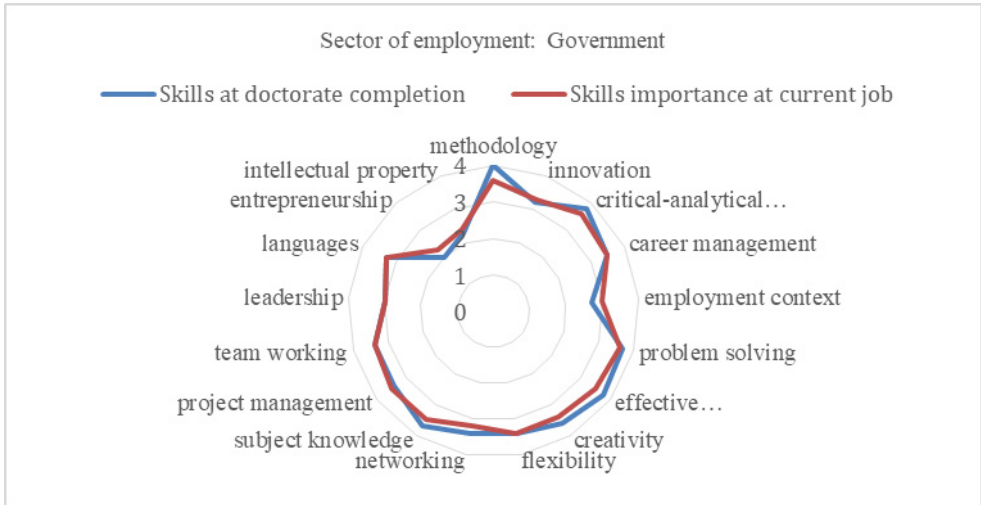 Sector of employment: Government
Skills at doctorate completion
Skills importance at current job
methodology
innovation
critical-analytical…
career management
employment context
problem solving
effective…
creativity
flexibility
networking
subject knowledge
project management
team working
leadership
languages
entrepreneurship
intellectual property
4
3
2
1
0